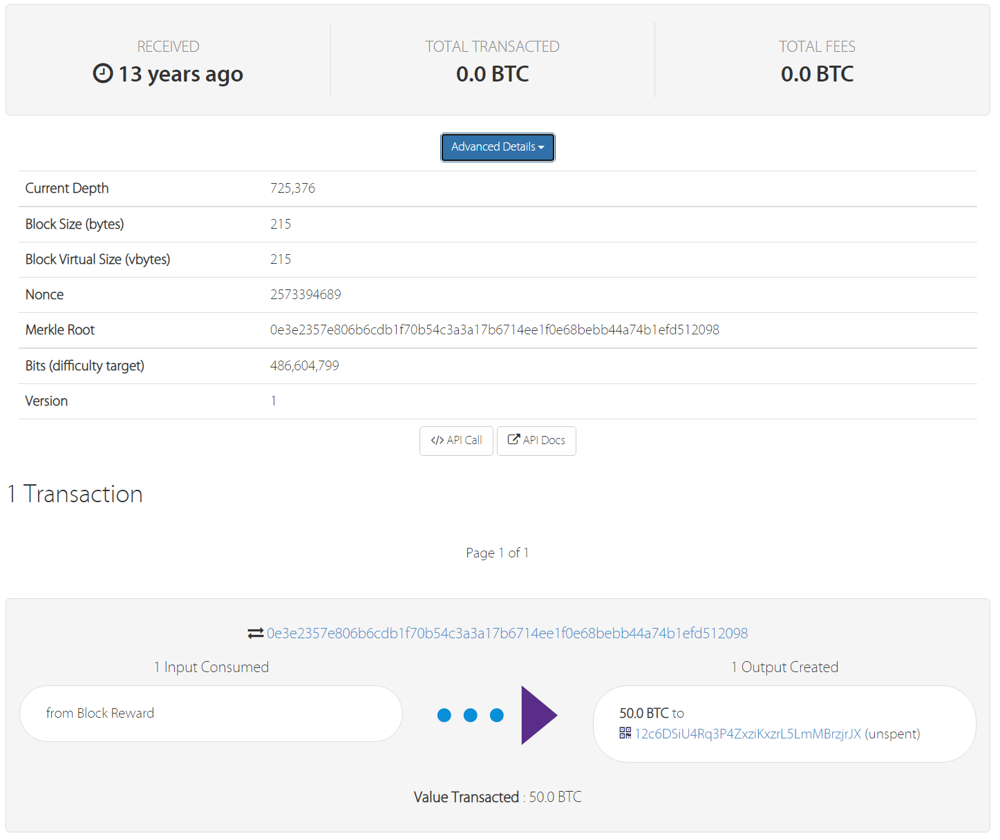 RECEIVED
13 years ago
TOTAL TRANSACTED
0.0 BTC
TOTAL FEES
0.0 BTC
Advanced Details
Current Depth 725,376
Block Size (bytes) 215
Block Virtual Size (vbytes) 215
Nonce 2573394689
Merkle Root 0e3e2357e806b6cdb1f70b54c3a3a17b6714ee1f0e68bebb44a74b1efd512098
Bits (difficulty target) 486,604,799
Version 1
</> API Call API Docs
1 Transaction
Page 1 of 1
0e3e2357e806b6cdb1f70b54c3a3a17b6714ee1f0e68bebb44a74b1efd512098
1 Input Consumed
from Block Reward
1 Output Created
50.0 BTC to
12c6DSiU4Rq3P4ZxziKxzrL5LmMBrzjrJX (unspent)
Value Transacted : 50.0 BTC